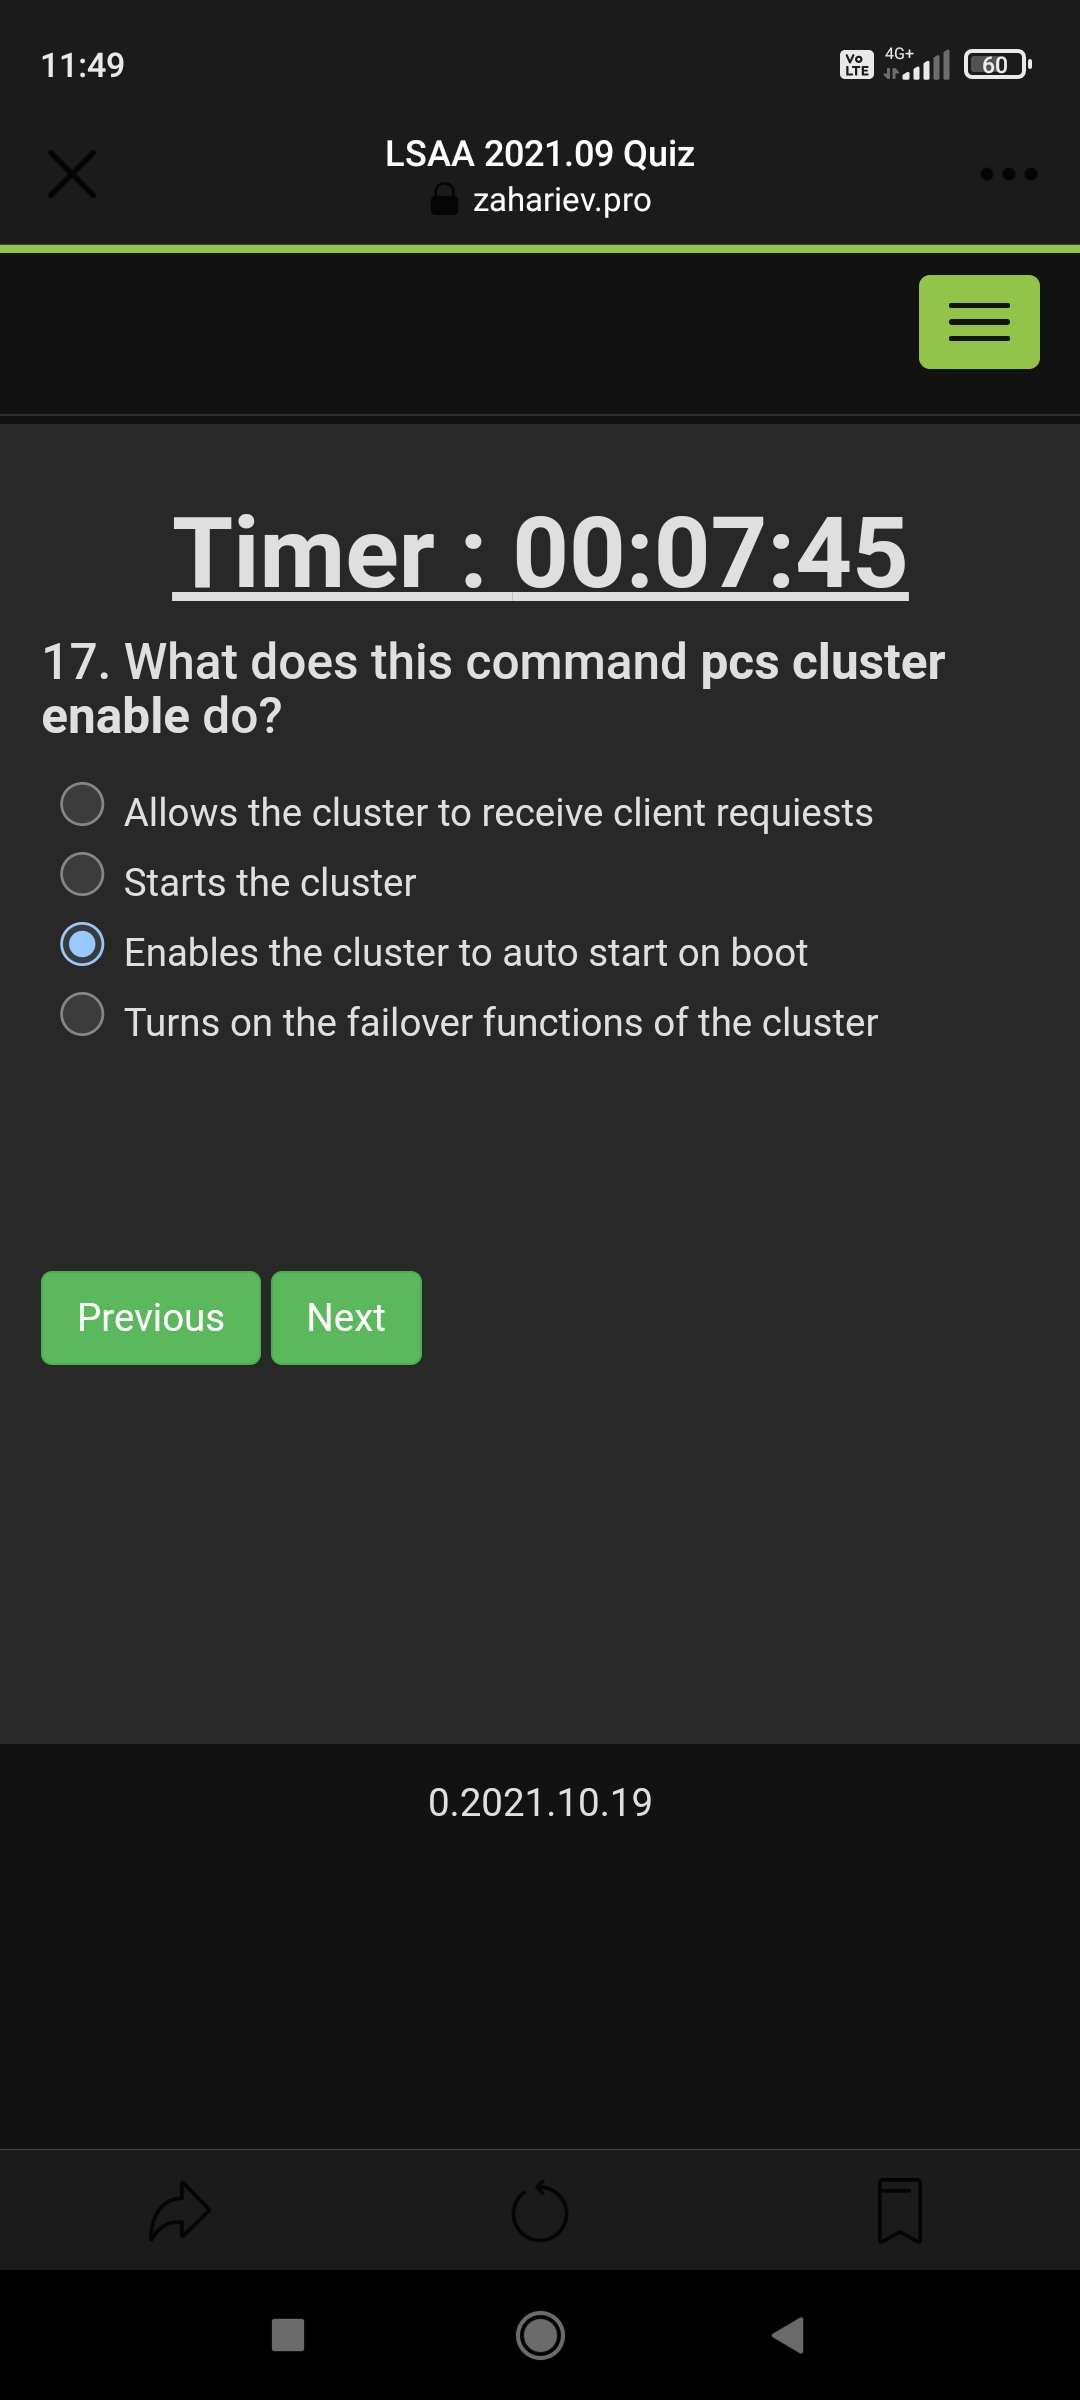 11:49
Vo LTE
4G+
60
LSAA 2021.09 Quiz
zahariev.pro
Timer : 00:07:45
17. What does this command pcs cluster
enable do?
Allows the cluster to receive client requiests
Starts the cluster
Enables the cluster to auto start on boot
Turns on the failover functions of the cluster
Previous
Next
0.2021.10.19